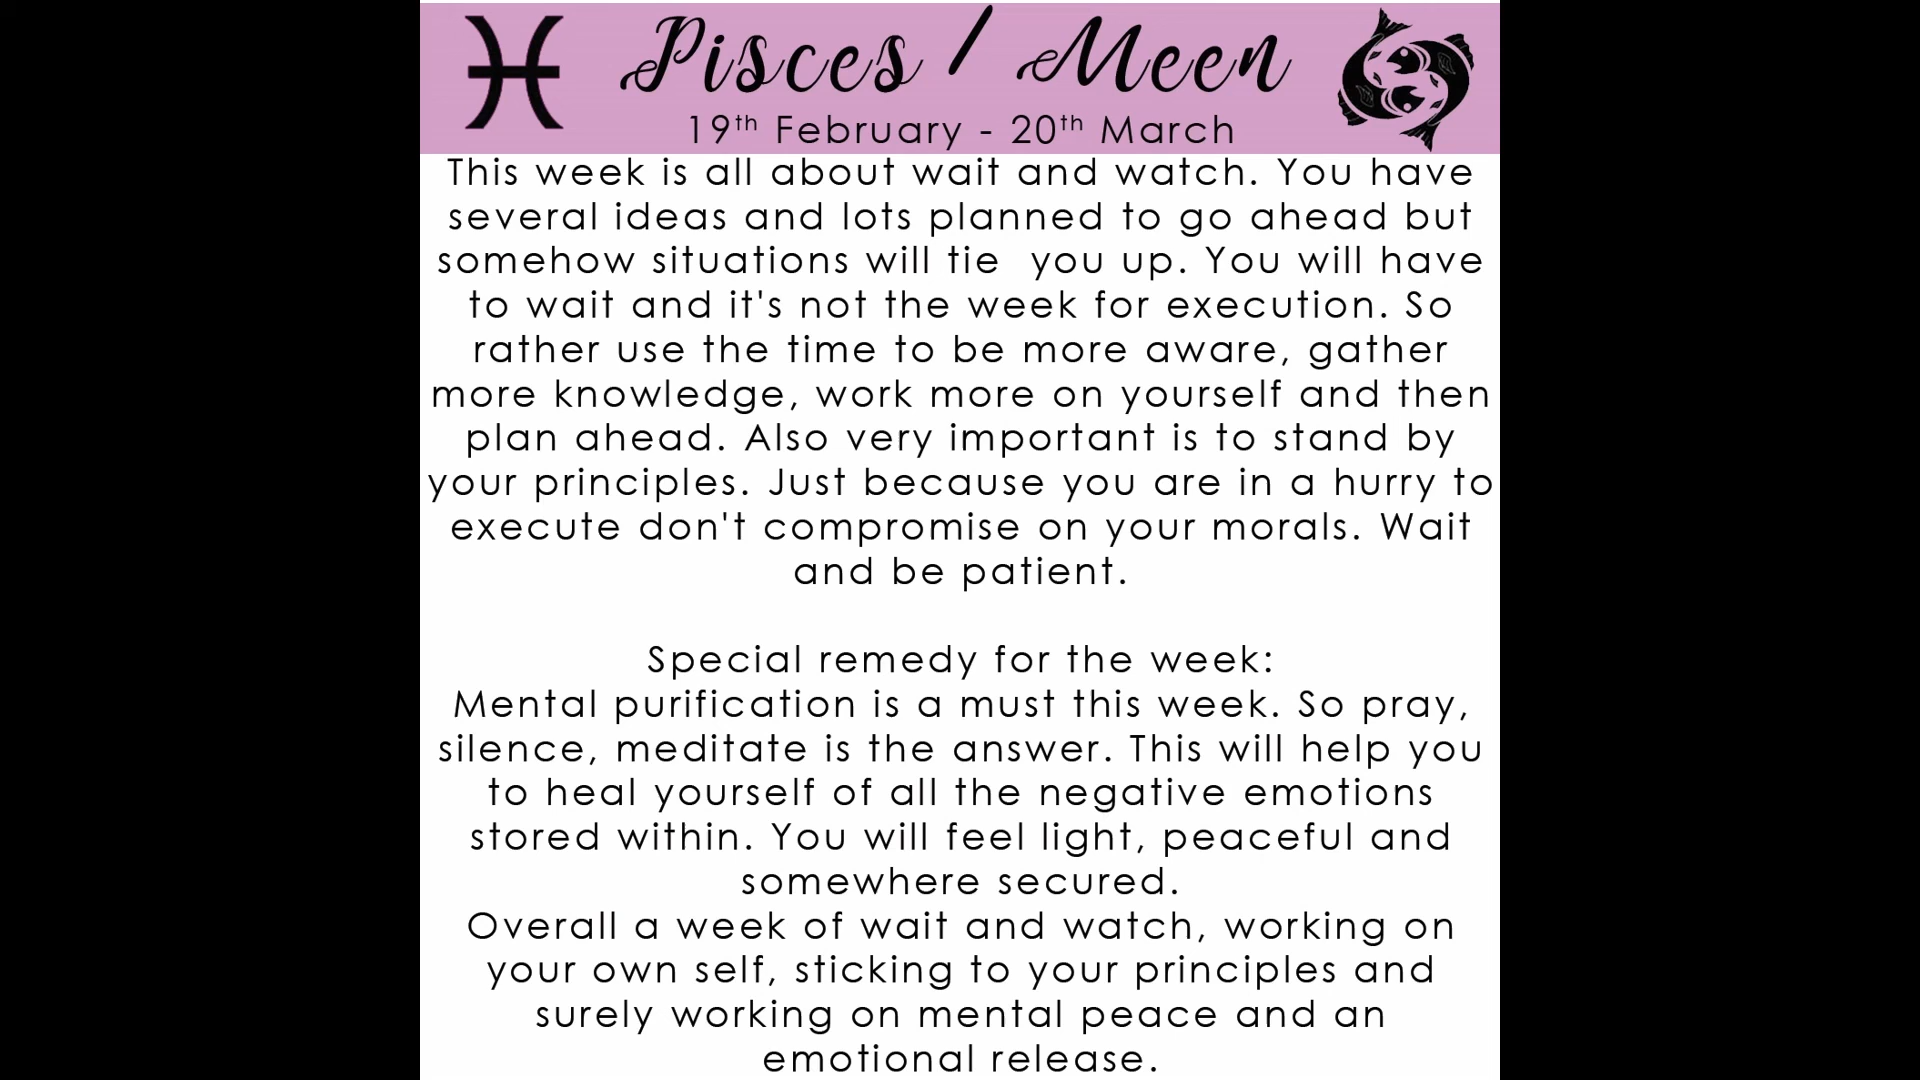 Pisces / Meen
19th February - 20th March
This week is all about wait and watch. You have
several ideas and lots planned to go ahead but
somehow situations will tie  you up. You will have
to wait and it's not the week for execution. So
rather use the time to be more aware, gather
more knowledge, work more on yourself and then
plan ahead. Also very important is to stand by
your principles. Just because you are in a hurry to
execute don't compromise on your morals. Wait
and be patient.
Special remedy for the week:
Mental purification is a must this week. So pray,
silence, meditate is the answer. This will help you
to heal yourself of all the negative emotions
stored within. You will feel light, peaceful and
somewhere secured.
Overall a week of wait and watch, working on
your own self, sticking to your principles and
surely working on mental peace and an
emotional release.